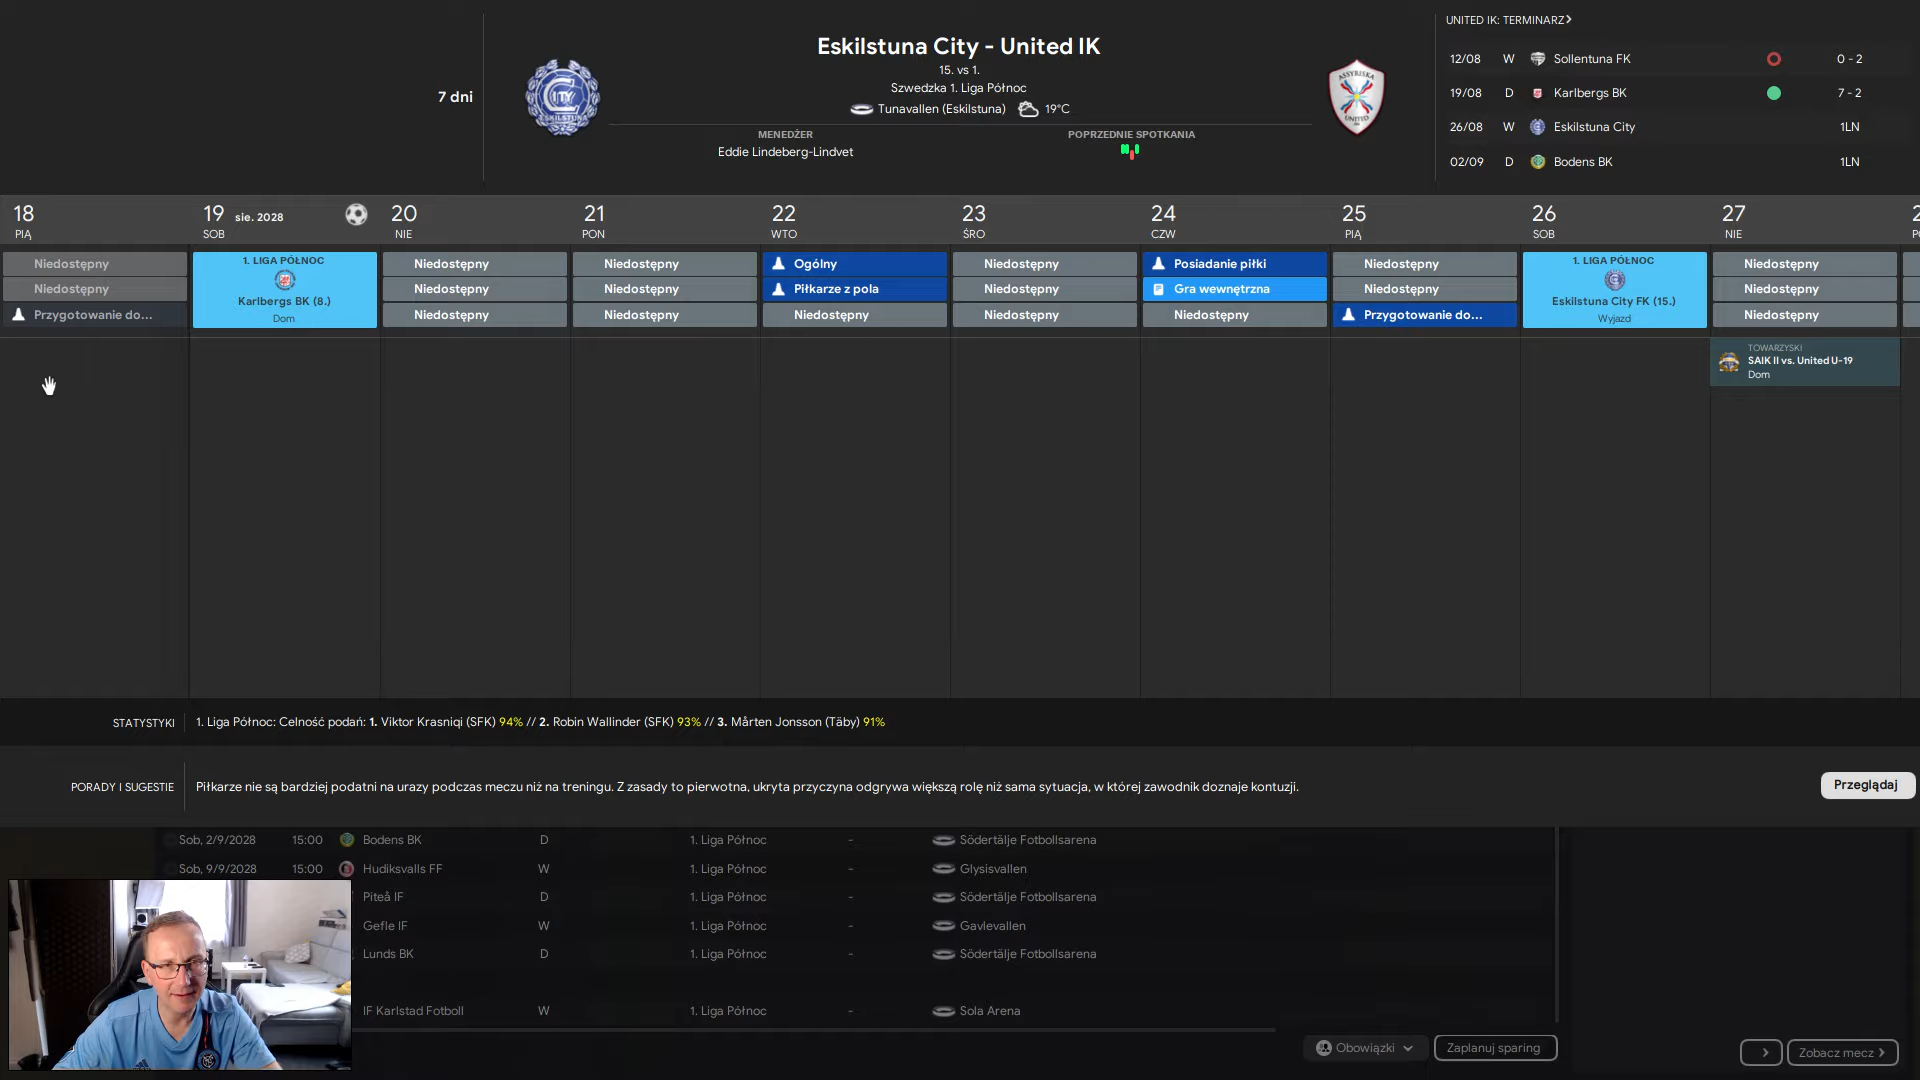 7 dni
Eskilstuna City - United IK
15. vs 1.
Szwedzka 1. Liga Północ
Tunavallen (Eskilstuna) 19°C
MENEDŻER
Eddie Lindeberg-Lindvet
POPRZEDNIE SPOTKANIA
CITY
ESKILSTUNA
ASSYRISKA
UNITED
UNITED IK: TERMINARZ
12/08 W Sollentuna FK 0 - 2
19/08 D Karlbergs BK 7 - 2
26/08 W Eskilstuna City 1LN
02/09 D Bodens BK 1LN
18 19 sie. 2028 20 21 22 23 24 25 26 27
PIĄ SOB NIE PON WTO ŚRO CZW PIĄ SOB NIE
Niedostępny
Niedostępny
Przygotowanie do...
1. LIGA PÓŁNOC
Karlbergs BK (8.)
Dom
Niedostępny
Niedostępny
Niedostępny
Niedostępny
Niedostępny
Niedostępny
Ogólny
Piłkarze z pola
Niedostępny
Niedostępny
Niedostępny
Niedostępny
Posiadanie piłki
Gra wewnętrzna
Niedostępny
Niedostępny
Niedostępny
Przygotowanie do...
1. LIGA PÓŁNOC
Eskilstuna City FK (15.)
Wyjazd
Niedostępny
Niedostępny
Niedostępny
TOWARZYSKI
SAIK II vs. United U-19
Dom
STATYSTYKI 1. Liga Północ: Celność podań: 1. Viktor Krasniqi (SFK) 94% // 2. Robin Wallinder (SFK) 93% // 3. Mårten Jonsson (Täby) 91%
PORADY I SUGESTIE Piłkarze nie są bardziej podatni na urazy podczas meczu niż na treningu. Z zasady to pierwotna, ukryta przyczyna odgrywa większą rolę niż sama sytuacja, w której zawodnik doznaje kontuzji. Przeglądaj
Sob, 2/9/2028 15:00 Bodens BK D 1. Liga Północ - Södertälje Fotbollsarena
Sob, 9/9/2028 15:00 Hudiksvalls FF W 1. Liga Północ - Glysisvallen
Piteå IF D 1. Liga Północ - Södertälje Fotbollsarena
Gefle IF W 1. Liga Północ - Gavlevallen
Lunds BK D 1. Liga Północ - Södertälje Fotbollsarena
IF Karlstad Fotboll W 1. Liga Północ - Sola Arena
Obowiązki Zaplanuj sparing Zobacz mecz